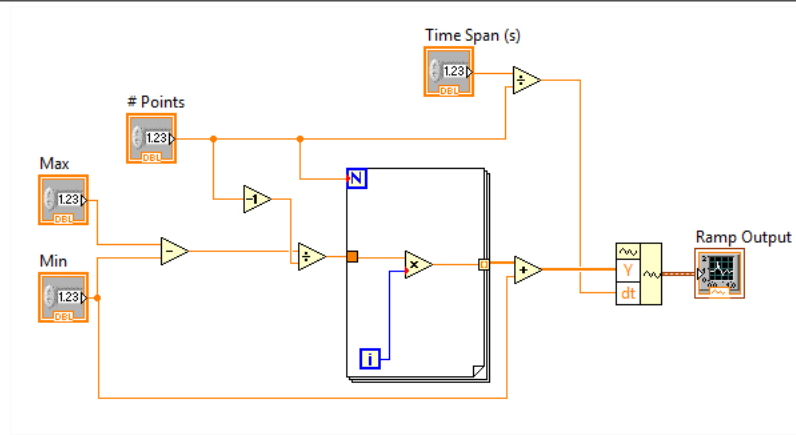 Time Span (s)
1.23
DBL
# Points
1.23
DBL
Max
1.23
DBL
N
-1
Min
1.23
DBL
Ramp Output
Y
dt
i